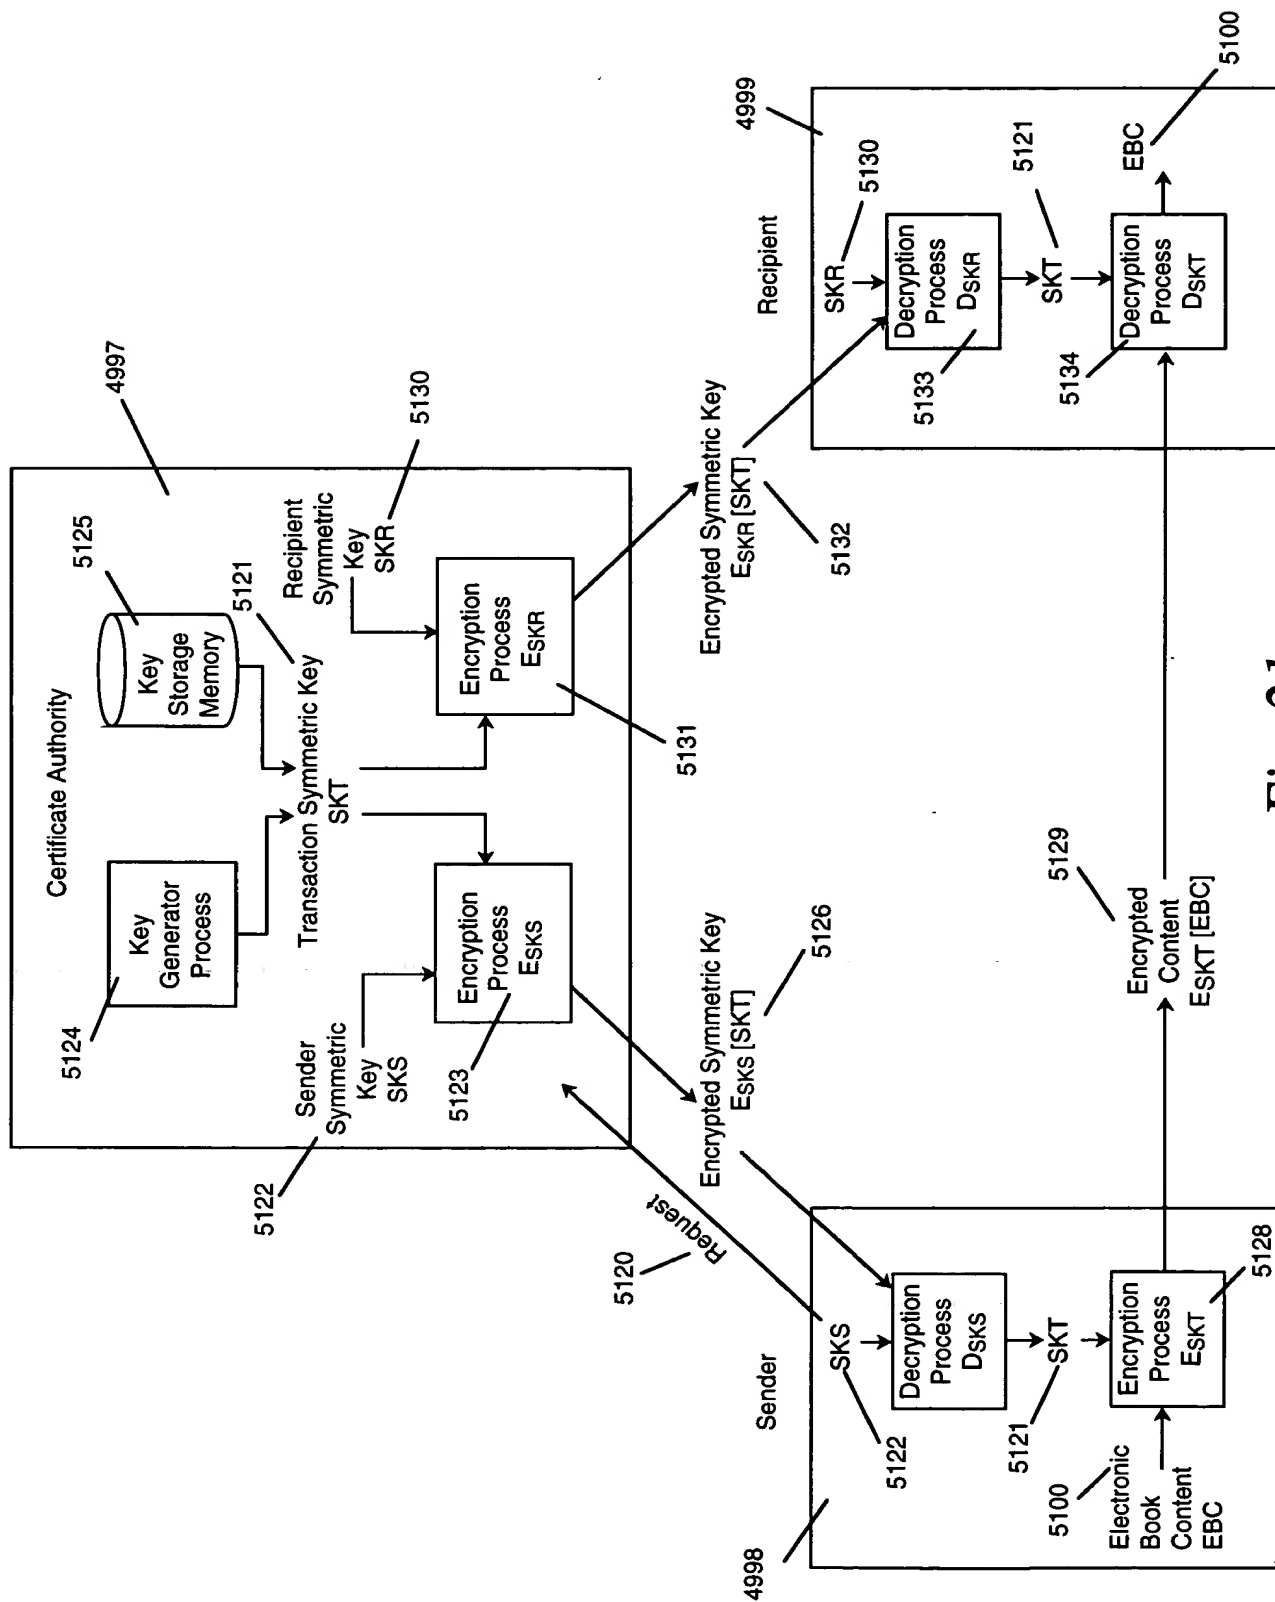 Certificate Authority
4997
5124
Key
Generator
Process
5125
Key
Storage
Memory
5121
Transaction Symmetric Key
SKT
5122
Sender
Symmetric
Key
SKS
Recipient
Symmetric
Key
SKR
5130
5123
Encryption
Process
ESKS
Encryption
Process
ESKR
5131
5120
Request
Encrypted Symmetric Key
ESKS [SKT]
5126
Encrypted Symmetric Key
ESKR [SKT]
5132
4998
Sender
SKS
5122
Decryption
Process
DSKS
5121
SKT
5100
Electronic
Book
Content
EBC
Encryption
Process
ESKT
5128
5129
Encrypted
Content
ESKT [EBC]
Recipient
4999
SKR
5130
Decryption
Process
DSKR
5133
SKT
5121
5134
Decryption
Process
DSKT
EBC
5100